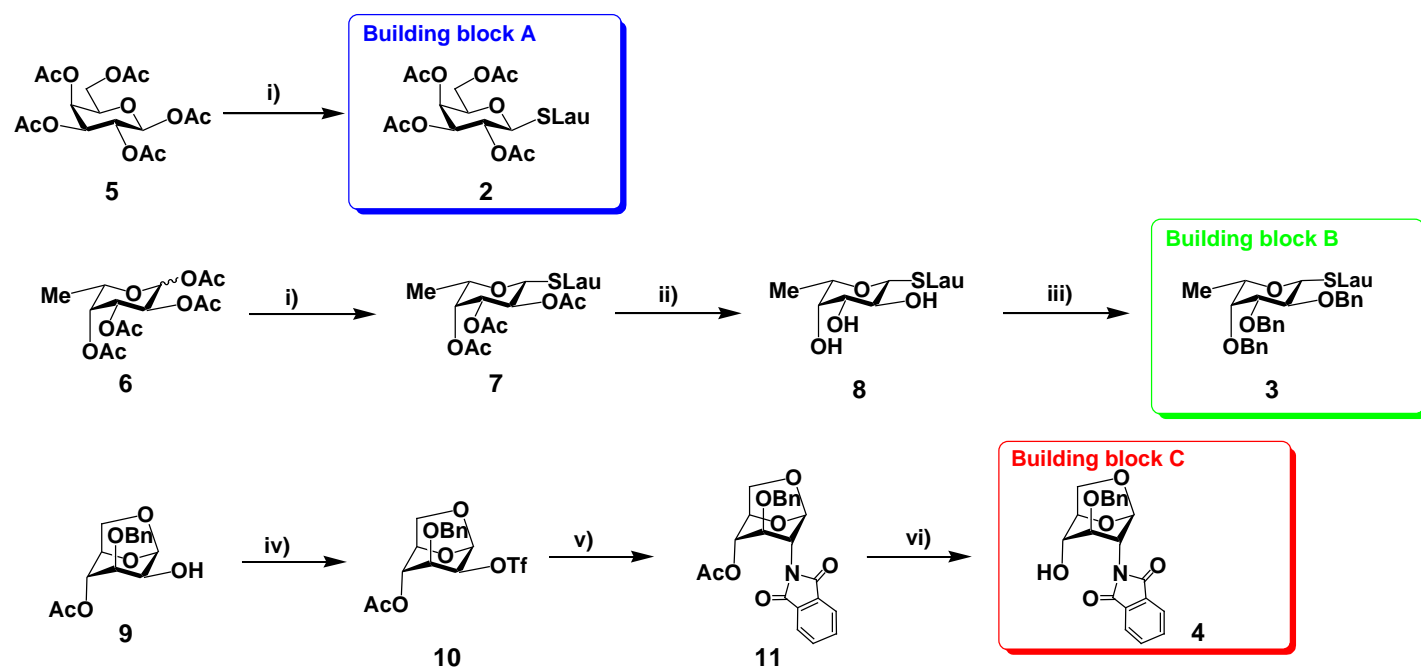 Building block A
AcO OAc
O
AcO OAc
OAc
5
i)
AcO OAc
O
AcO SLau
OAc
2
Me O OAc
OAc
OAc
OAc
6
i)
Me O SLau
OAc
OAc
OAc
7
ii)
Me O SLau
OH
OH
OH
8
iii)
Building block B
Me O SLau
OBn
OBn
OBn
3
O
OBn
O
OH
AcO
9
iv)
O
OBn
O
OTf
AcO
10
v)
O
OBn
O
AcO
N
O O
11
vi)
Building block C
O
OBn
O
HO
N
O O
4